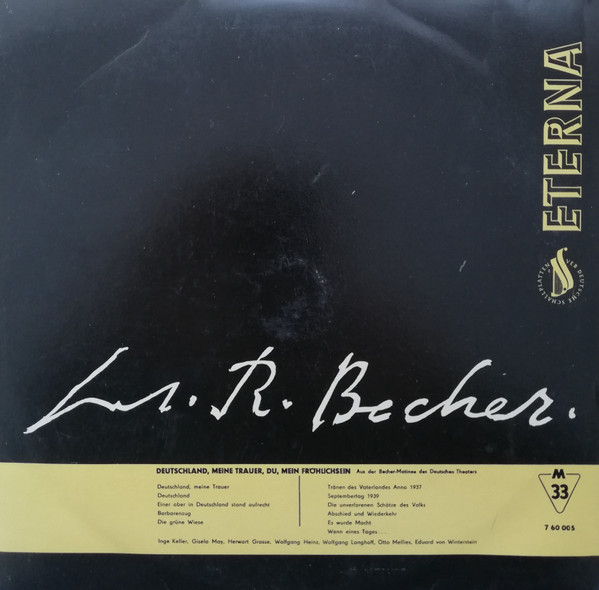 ETERNA
VEB DEUTSCHE SCHALLPLATTEN
Joh. R. Becher.
DEUTSCHLAND, MEINE TRAUER, DU, MEIN FRÖHLICHSEIN Aus der Becher-Matinee des Deutschen Theaters
Deutschland, meine Trauer
Deutschland
Einer aber in Deutschland stand aufrecht
Barbarenzug
Die grüne Wiese
Tränen des Vaterlandes Anno 1937
Septembertag 1939
Die unverlorenen Schätze des Volks
Abschied und Wiederkehr
Es wurde Macht
Wenn eines Tages ...
Inge Keller, Gisela May, Herwart Grosse, Wolfgang Heinz, Wolfgang Langhoff, Otto Mellies, Eduard von Winterstein
M
33
7 60 005